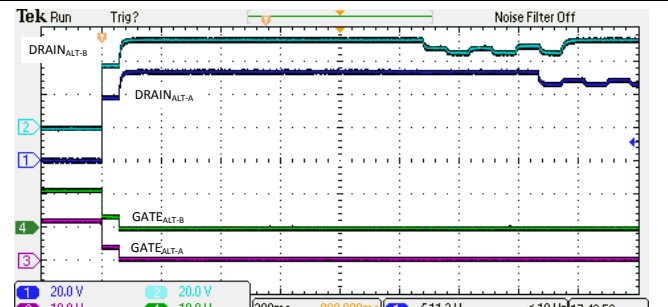 Tek Run Trig? Noise Filter Off
DRAINALT-B
DRAINALT-A
2
1
GATEALT-B
4
GATEALT-A
3
1 20.0 V 2 20.0 V